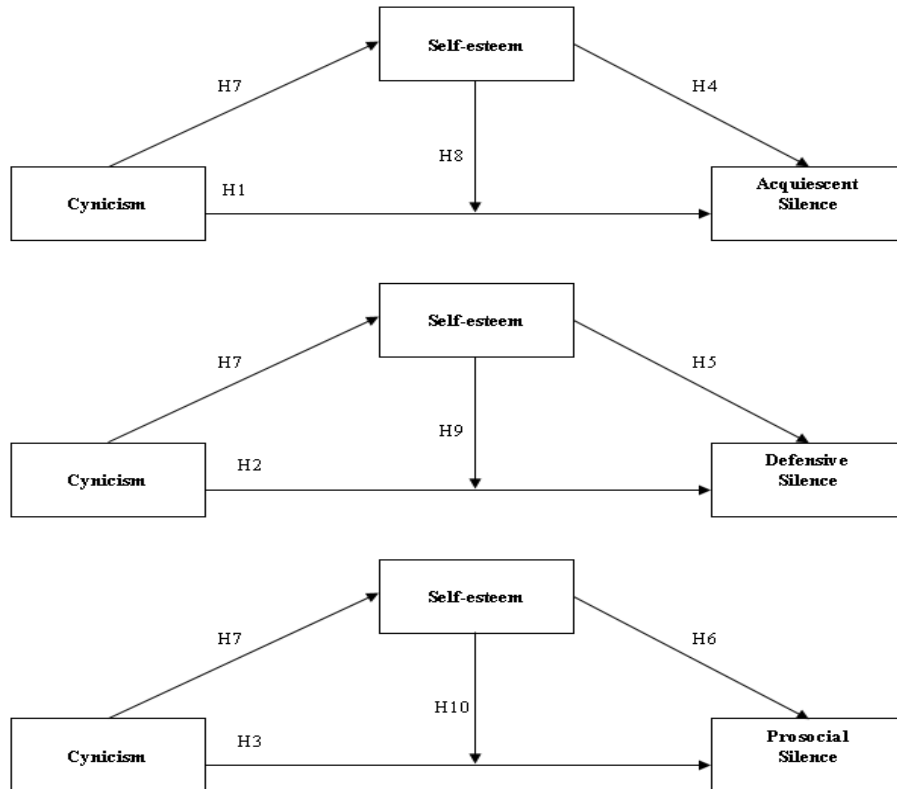 Self-esteem
H7
H4
H8
H1
Cynicism
Acquiescent
Silence
Self-esteem
H7
H5
H9
H2
Cynicism
Defensive
Silence
Self-esteem
H7
H6
H10
H3
Cynicism
Prosocial
Silence